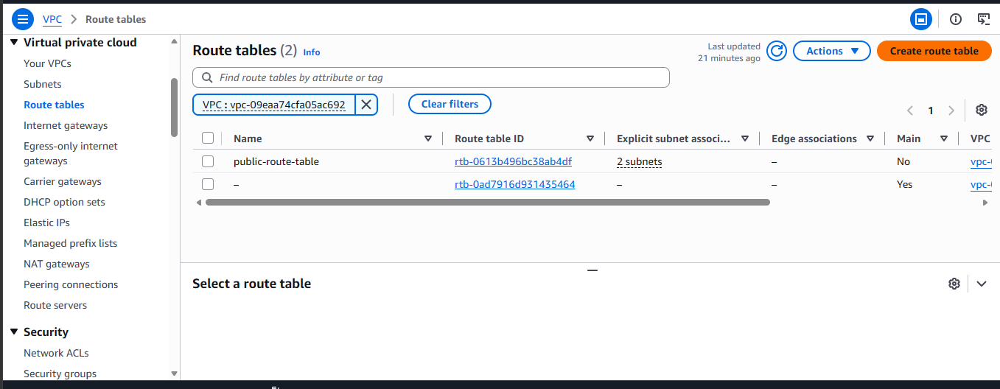 VPC > Route tables
Virtual private cloud
Your VPCs
Subnets
Route tables
Internet gateways
Egress-only internet
gateways
Carrier gateways
DHCP option sets
Elastic IPs
Managed prefix lists
NAT gateways
Peering connections
Route servers
Security
Network ACLs
Security groups
Route tables (2) Info
Last updated
21 minutes ago
Actions
Create route table
Find route tables by attribute or tag
VPC : vpc-09eaa74cfa05ac692
Clear filters
1
Name Route table ID Explicit subnet associ... Edge associations Main VPC
public-route-table rtb-0613b496bc38ab4df 2 subnets – No vpc-
– rtb-0ad7916d931435464 – – Yes vpc-
Select a route table